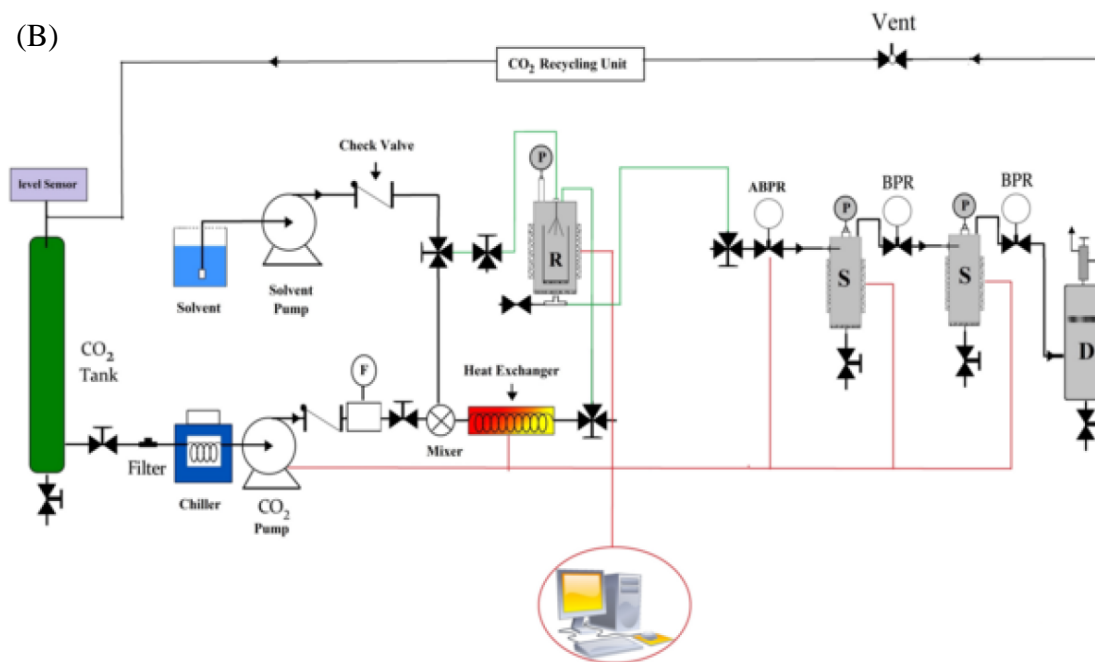 (B)
Vent
CO₂ Recycling Unit
Check Valve
level Sensor
P
ABPR
BPR
BPR
P
P
R
S
S
Solvent
Solvent
Pump
D
CO₂
Tank
F
Heat Exchanger
Mixer
Filter
Chiller
CO₂
Pump